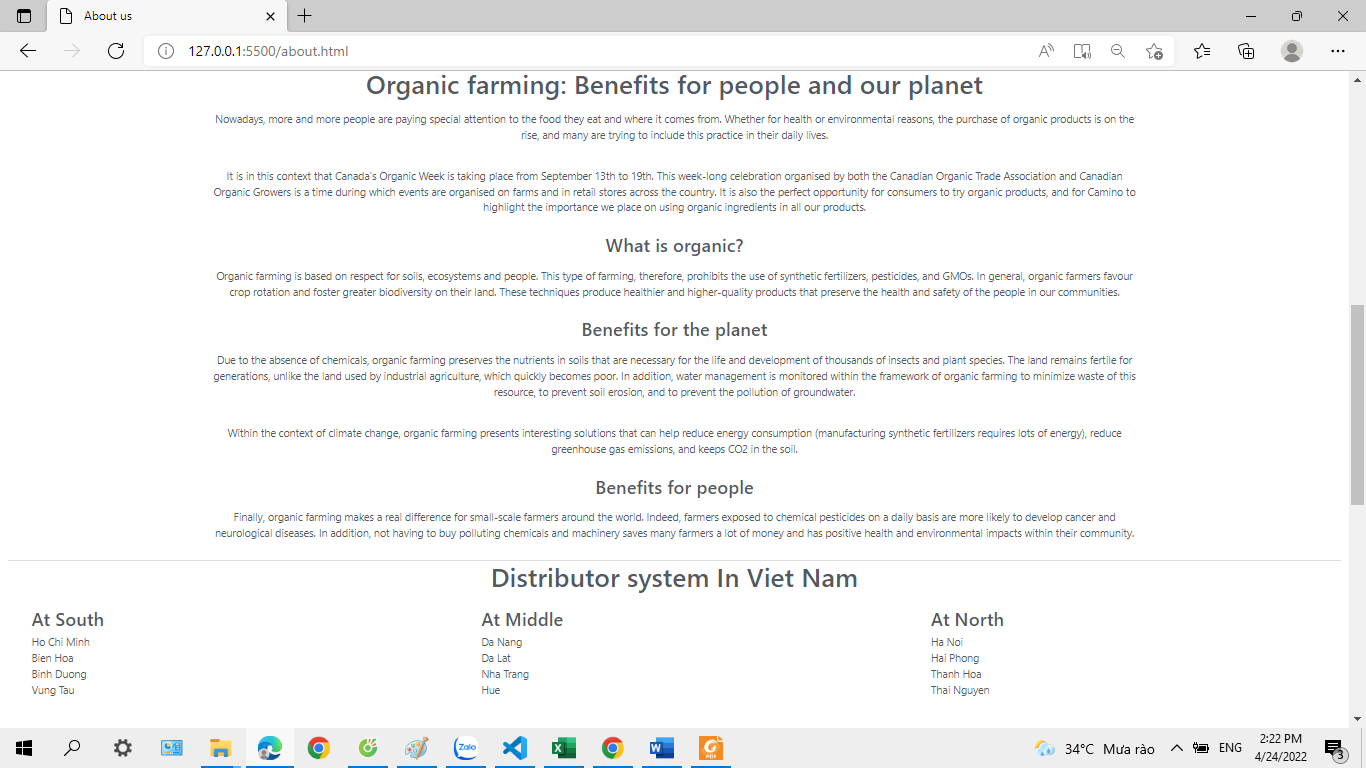 About us
127.0.0.1:5500/about.html
Organic farming: Benefits for people and our planet
Nowadays, more and more people are paying special attention to the food they eat and where it comes from. Whether for health or environmental reasons, the purchase of organic products is on the
rise, and many are trying to include this practice in their daily lives.
It is in this context that Canada's Organic Week is taking place from September 13th to 19th. This week-long celebration organised by both the Canadian Organic Trade Association and Canadian
Organic Growers is a time during which events are organised on farms and in retail stores across the country. It is also the perfect opportunity for consumers to try organic products, and for Camino to
highlight the importance we place on using organic ingredients in all our products.
What is organic?
Organic farming is based on respect for soils, ecosystems and people. This type of farming, therefore, prohibits the use of synthetic fertilizers, pesticides, and GMOs. In general, organic farmers favour
crop rotation and foster greater biodiversity on their land. These techniques produce healthier and higher-quality products that preserve the health and safety of the people in our communities.
Benefits for the planet
Due to the absence of chemicals, organic farming preserves the nutrients in soils that are necessary for the life and development of thousands of insects and plant species. The land remains fertile for
generations, unlike the land used by industrial agriculture, which quickly becomes poor. In addition, water management is monitored within the framework of organic farming to minimize waste of this
resource, to prevent soil erosion, and to prevent the pollution of groundwater.
Within the context of climate change, organic farming presents interesting solutions that can help reduce energy consumption (manufacturing synthetic fertilizers requires lots of energy), reduce
greenhouse gas emissions, and keeps CO2 in the soil.
Benefits for people
Finally, organic farming makes a real difference for small-scale farmers around the world. Indeed, farmers exposed to chemical pesticides on a daily basis are more likely to develop cancer and
neurological diseases. In addition, not having to buy polluting chemicals and machinery saves many farmers a lot of money and has positive health and environmental impacts within their community.
Distributor system In Viet Nam
At South
Ho Chi Minh
Bien Hoa
Binh Duong
Vung Tau
At Middle
Da Nang
Da Lat
Nha Trang
Hue
At North
Ha Noi
Hai Phong
Thanh Hoa
Thai Nguyen
Zalo
PDF
34°C Mưa rào
ENG
2:22 PM
4/24/2022
3